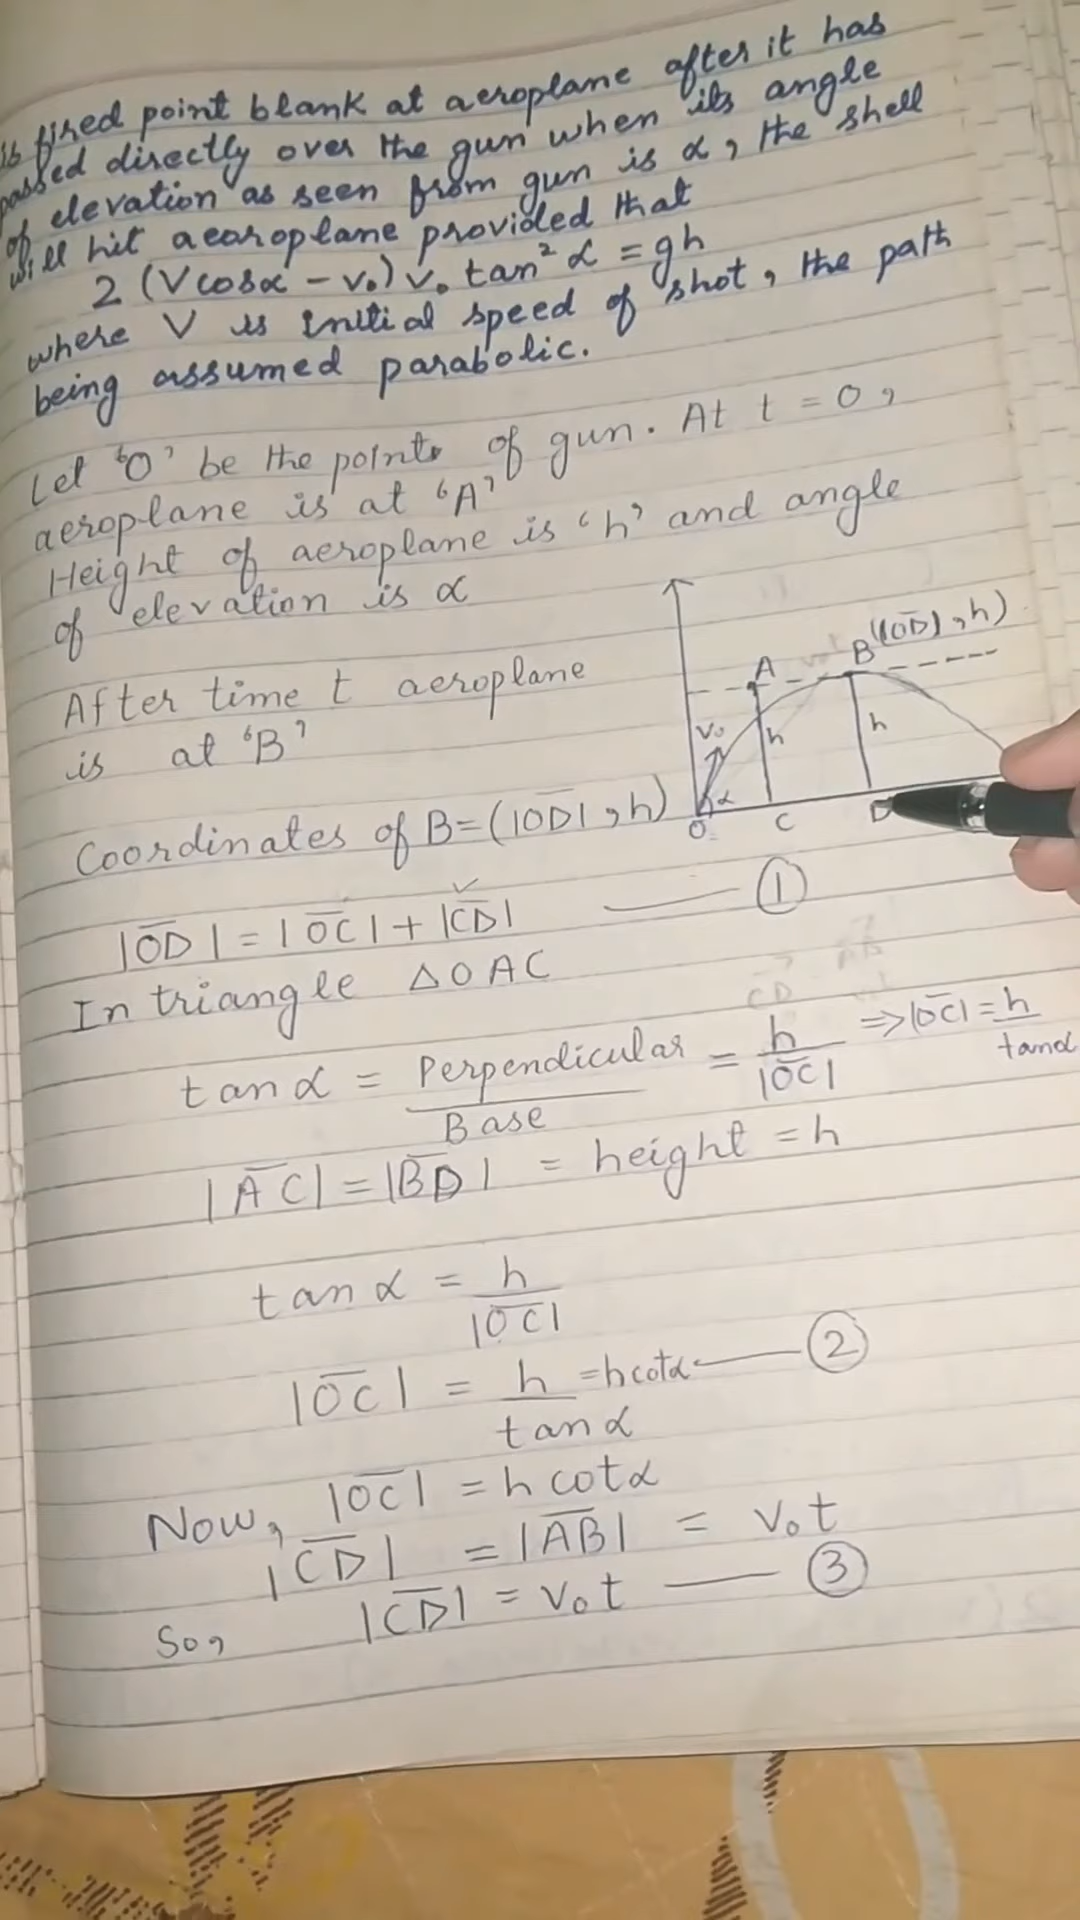 is fired point blank at aeroplane after it has
passed directly over the gun when its angle
of elevation as seen from gun is α, the shell
will hit aearoplane provided that
2 (Vcosα - v₀) v₀ tan² α = gh
where V is initial speed of shot, the path
being assumed parabolic.
Let 'O' be the points of gun. At t = 0,
aeroplane is at 'A'
Height of aeroplane is 'h' and angle
of elevation is α
After time t aeroplane
is at 'B'
A B(|OD̅|, h)
V₀ h h
α
O C D
Coordinates of B = (|OD̅|, h)
|OD̅| = |OC̅| + |CD̅| ✓ —— ①
In triangle ΔOAC
tan α = Perpendicular/Base = h/|OC̅| ⇒ |OC̅| = h/tanα
|AC̅| = |BD̅| = height = h
tan α = h/|OC̅|
|OC̅| = h/tan α = hcotα —— ②
Now, |OC̅| = h cotα
|CD̅| = |AB̅| = v₀t
So, |CD̅| = v₀t —— ③